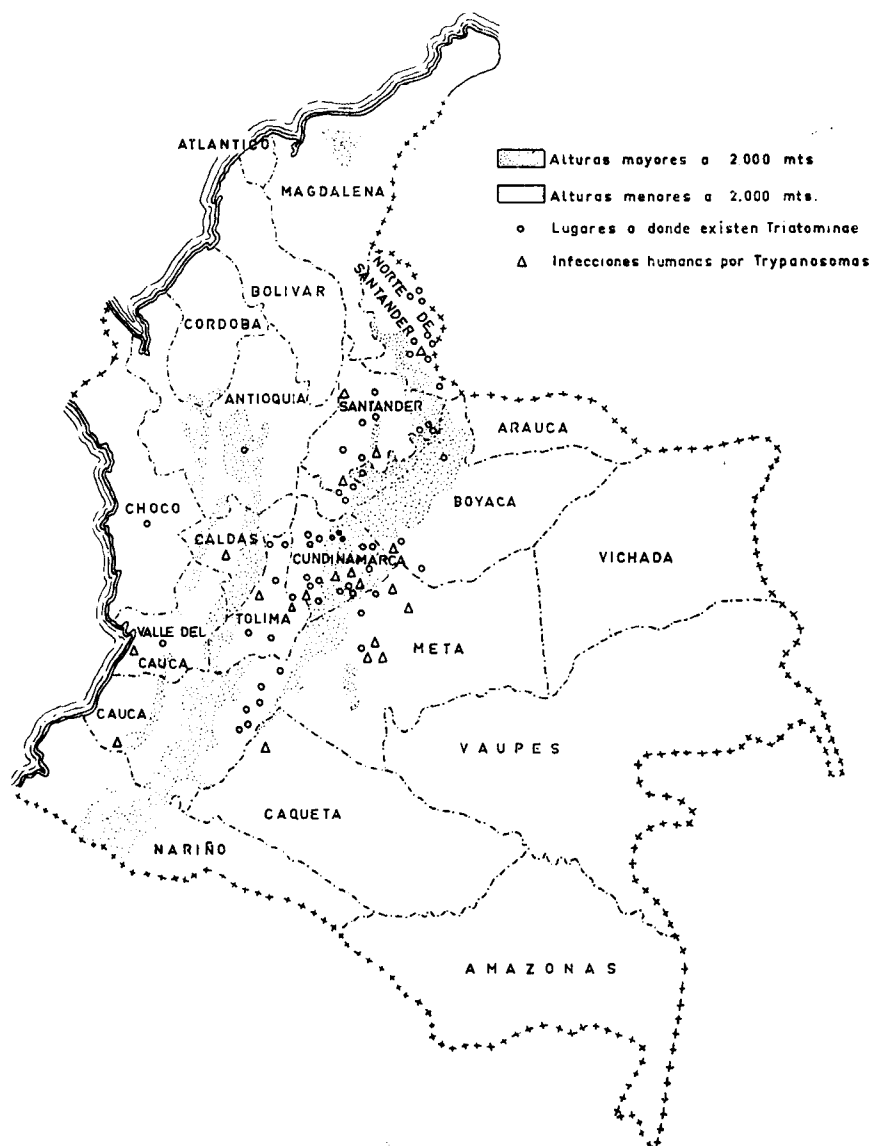 ATLANTICO
MAGDALENA
Alturas mayores a 2.000 mts
Alturas menores a 2.000 mts.
Lugares a donde existen Triatominae
Infecciones humanas por Trypanosomas
NORTE DE
SANTANDER
BOLIVAR
CORDOBA
ANTIOQUIA
SANTANDER
ARAUCA
CHOCO
BOYACA
CALDAS
CUNDINAMARCA
VICHADA
TOLIMA
VALLE DEL
CAUCA
META
CAUCA
VAUPES
CAQUETA
NARIÑO
AMAZONAS